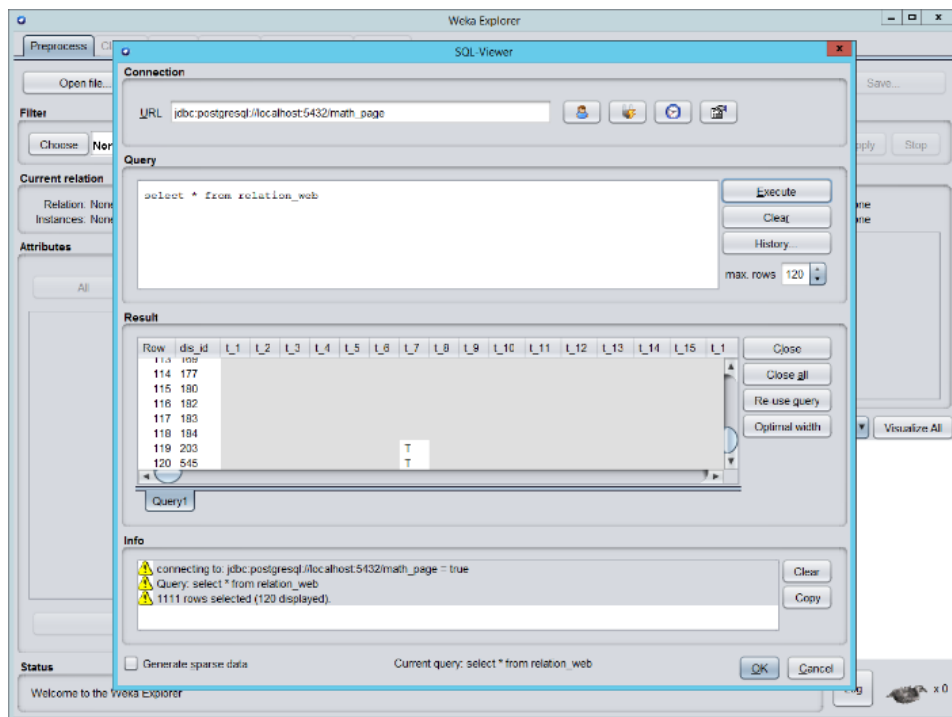 Weka Explorer
Preprocess
SQL-Viewer
Open file...
Save...
Filter
Choose
Stop
Current relation
Relation: None
Instances: None
Attributes
All
Visualize All
Status
Welcome to the Weka Explorer
x 0
Connection
URL jdbc:postgresql://localhost:5432/math_page
Query
select * from relation_web
Execute
Clear
History...
max. rows 120
Result
Row dis_id t_1 t_2 t_3 t_4 t_5 t_6 t_7 t_8 t_9 t_10 t_11 t_12 t_13 t_14 t_15 t_1
113 169
114 177
115 180
116 182
117 183
118 184
119 203 T
120 545 T
Close
Close all
Re-use query
Optimal width
Query1
Info
connecting to: jdbc:postgresql://localhost:5432/math_page = true
Query: select * from relation_web
1111 rows selected (120 displayed).
Clear
Copy
Generate sparse data
Current query: select * from relation_web
OK
Cancel